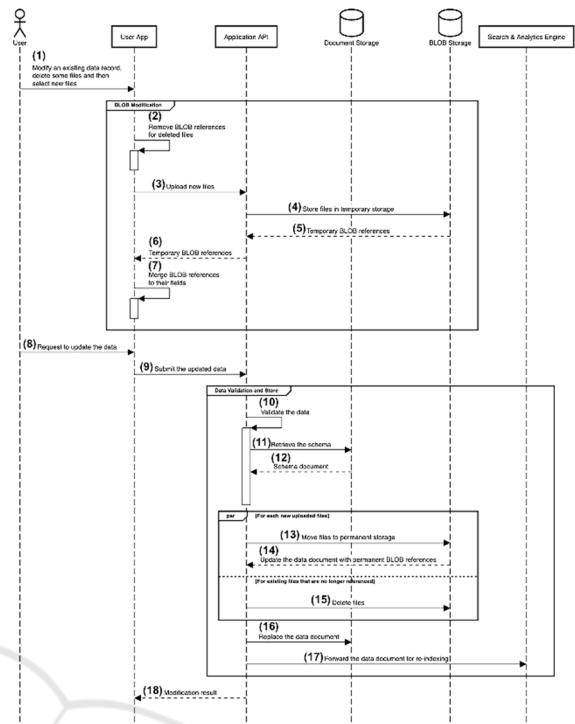 User
User App
Application API
Document Storage
BLOB Storage
Search & Analytics Engine
(1)
Modify an existing data record,
delete some files and then
select new files
BLOB Modification
(2)
Remove BLOB references
for deleted files
(3) Upload new files
(4) Store files in temporary storage
(5) Temporary BLOB references
(6)
Temporary BLOB references
(7)
Merge BLOB references
to their fields
(8) Request to update the data
(9) Submit the updated data
Data Validation and Store
(10)
Validate the data
(11) Retrieve the schema
(12)
Schema document
par [For each new uploaded files]
(13) Move files to permanent storage
(14)
Update the data document with permanent BLOB references
[For existing files that are no longer referenced]
(15) Delete files
(16)
Replace the data document
(17) Forward the data document for re-indexing
(18) Modification result